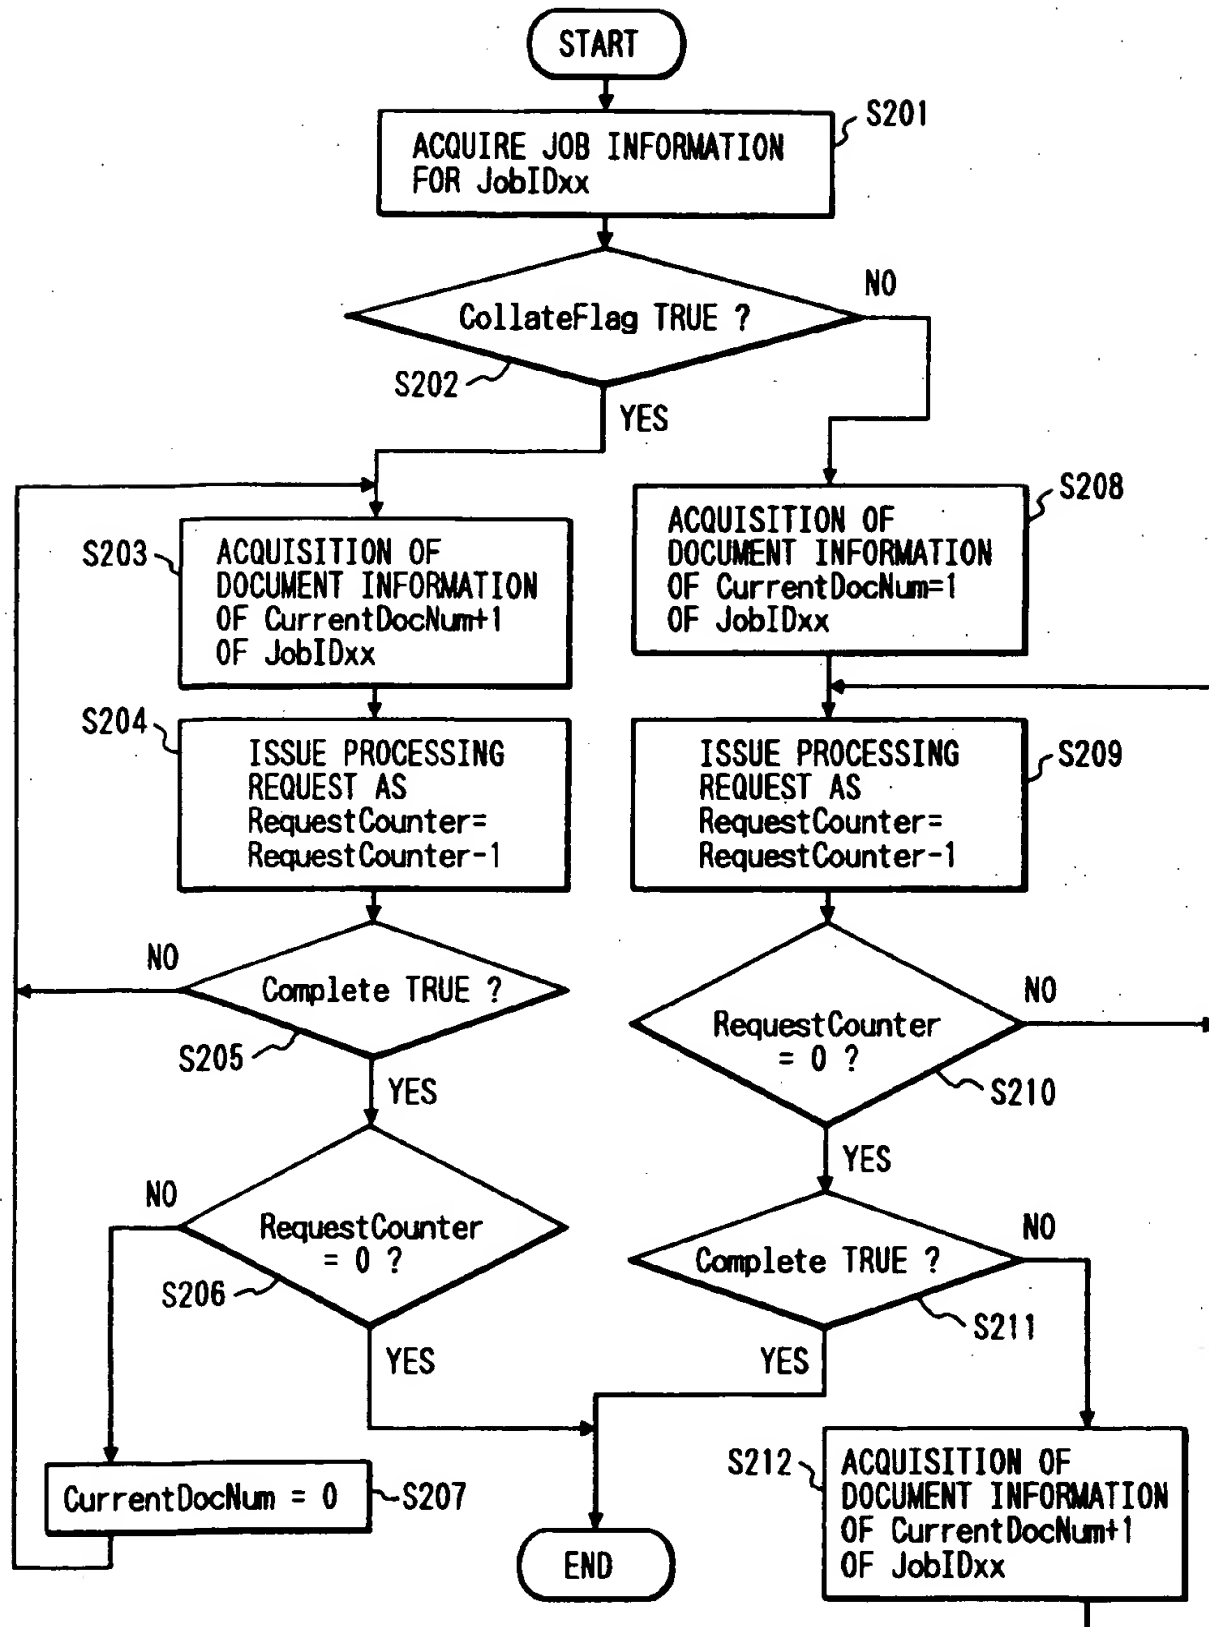 START
S201
ACQUIRE JOB INFORMATION
FOR JobIDxx
NO
CollateFlag TRUE ?
S202
YES
S203
ACQUISITION OF
DOCUMENT INFORMATION
OF CurrentDocNum+1
OF JobIDxx
S204
ISSUE PROCESSING
REQUEST AS
RequestCounter=
RequestCounter-1
NO
Complete TRUE ?
S205
YES
NO
RequestCounter
= 0 ?
S206
YES
CurrentDocNum = 0
S207
S208
ACQUISITION OF
DOCUMENT INFORMATION
OF CurrentDocNum=1
OF JobIDxx
S209
ISSUE PROCESSING
REQUEST AS
RequestCounter=
RequestCounter-1
NO
RequestCounter
= 0 ?
S210
YES
NO
Complete TRUE ?
S211
YES
S212
ACQUISITION OF
DOCUMENT INFORMATION
OF CurrentDocNum+1
OF JobIDxx
END